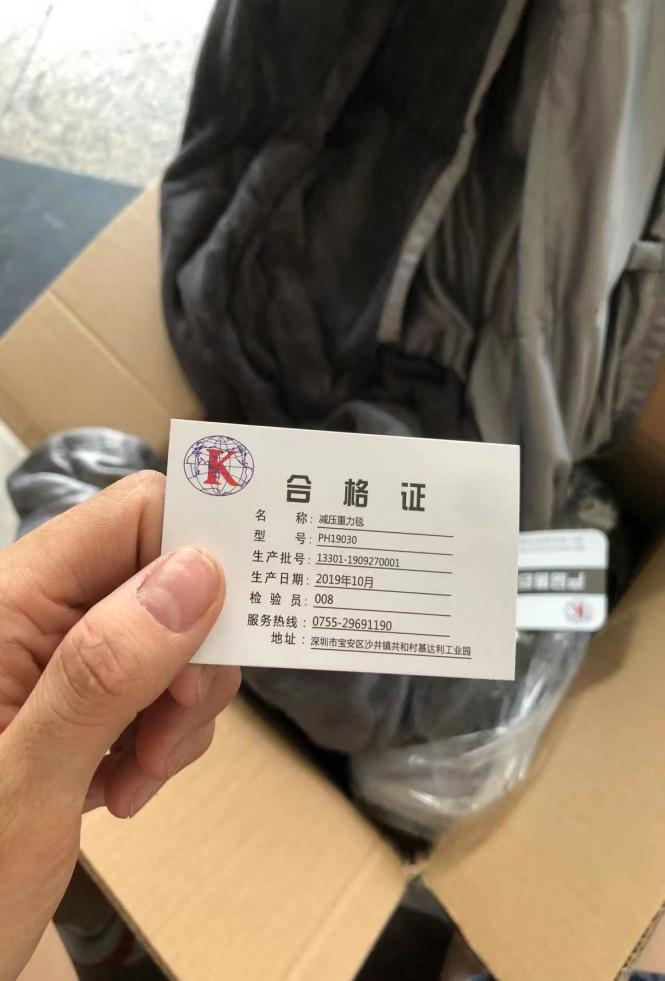 K
合格证
名称：减压重力毯
型号：PH19030
生产批号：13301-1909270001
生产日期：2019年10月
检验员：008
服务热线：0755-29691190
地址：深圳市宝安区沙井镇共和村基达利工业园